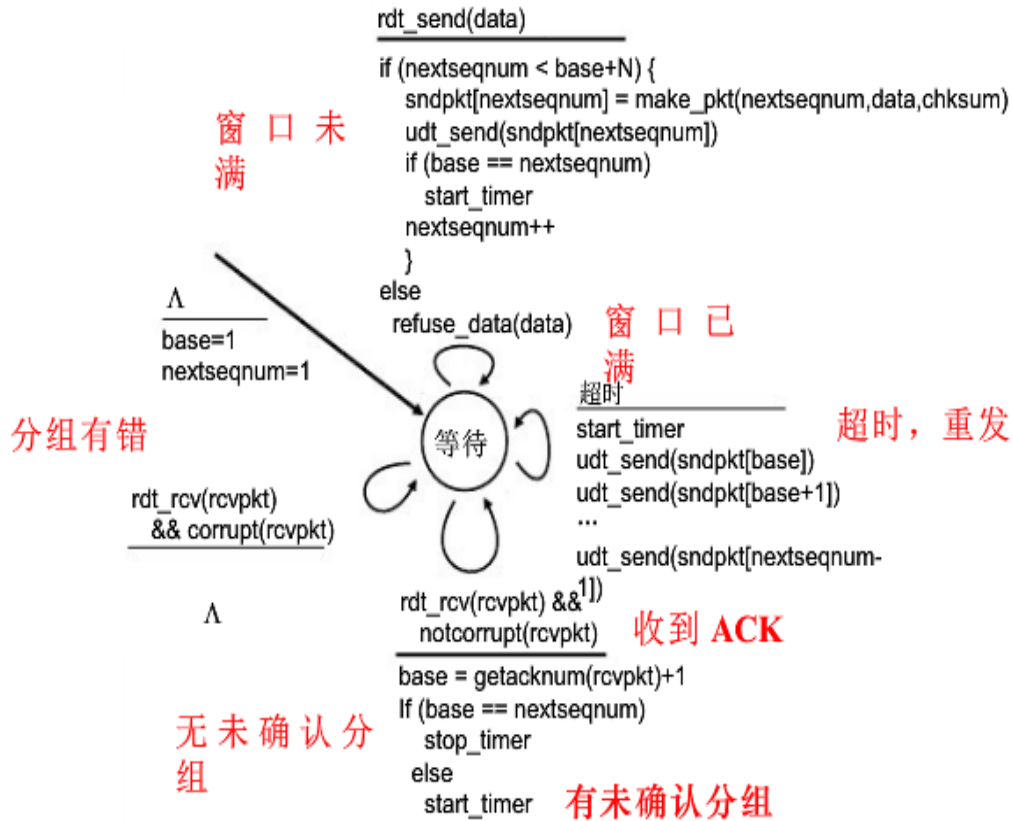 rdt_send(data)
if (nextseqnum < base+N) {
sndpkt[nextseqnum] = make_pkt(nextseqnum,data,chksum)
udt_send(sndpkt[nextseqnum])
if (base == nextseqnum)
start_timer
nextseqnum++
}
else
refuse_data(data)
窗口未
满
窗口已
满
Λ
base=1
nextseqnum=1
等待
超时
start_timer
udt_send(sndpkt[base])
udt_send(sndpkt[base+1])
...
udt_send(sndpkt[nextseqnum-
1])
超时，重发
分组有错
rdt_rcv(rcvpkt)
&& corrupt(rcvpkt)
Λ
rdt_rcv(rcvpkt) &&
notcorrupt(rcvpkt)
收到 ACK
base = getacknum(rcvpkt)+1
If (base == nextseqnum)
stop_timer
else
start_timer
无未确认分
组
有未确认分组